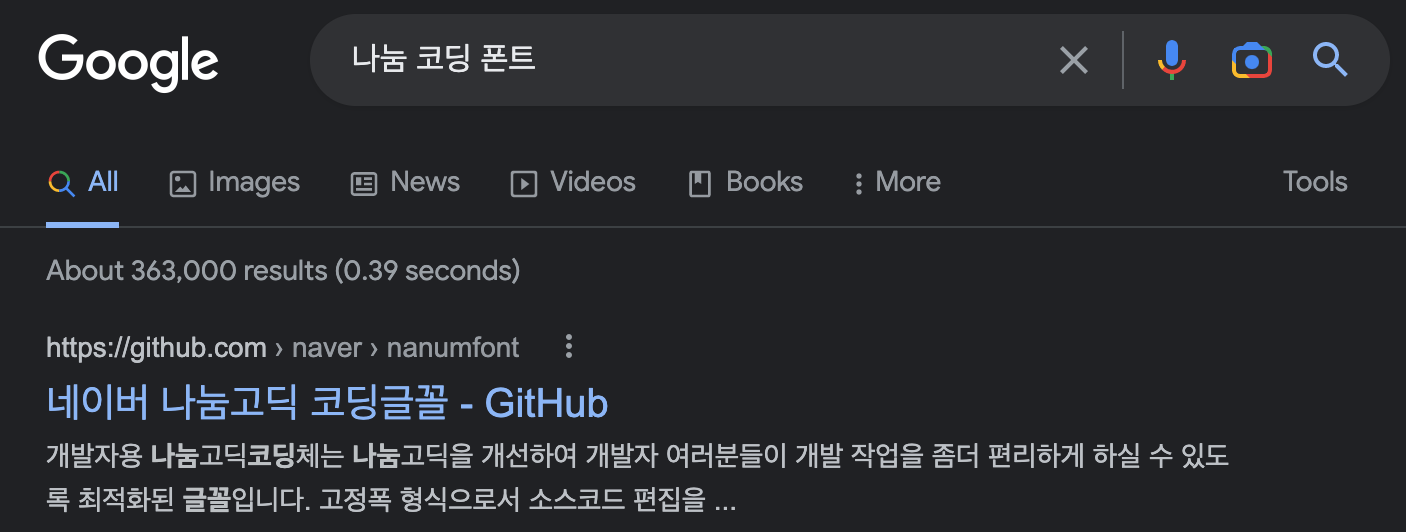 Google 나눔 코딩 폰트
All Images News Videos Books More Tools
About 363,000 results (0.39 seconds)
https://github.com › naver › nanumfont
네이버 나눔고딕 코딩글꼴 - GitHub
개발자용 나눔고딕코딩체는 나눔고딕을 개선하여 개발자 여러분들이 개발 작업을 좀더 편리하게 하실 수 있도
록 최적화된 글꼴입니다. 고정폭 형식으로서 소스코드 편집을 ...